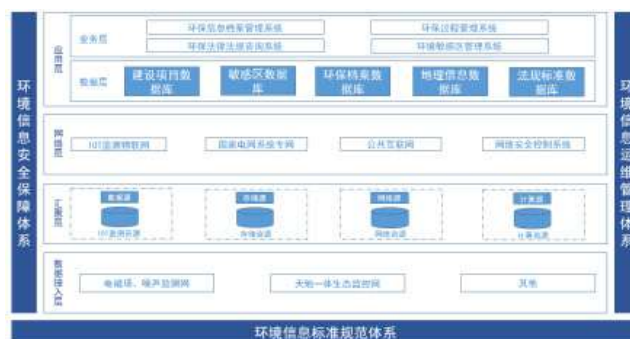 环境信息安全保障体系
应用层
业务层
环保信息档案管理系统
环保过程管理系统
环保法律法规咨询系统
环境敏感区管理系统
数据层
建设项目数据库
敏感区数据库
环保档案数据库
地理信息数据库
法规标准数据库
网络层
IOT监测物联网
国家电网系统专网
公共互联网
网络安全控制系统
汇聚层
数据源
IOT监测资源
存储源
存储资源
网络源
网络资源
计算源
计算资源
数据接入层
电磁场、噪声监测网
天地一体生态监控网
其他
环境信息运维管理体系
环境信息标准规范体系